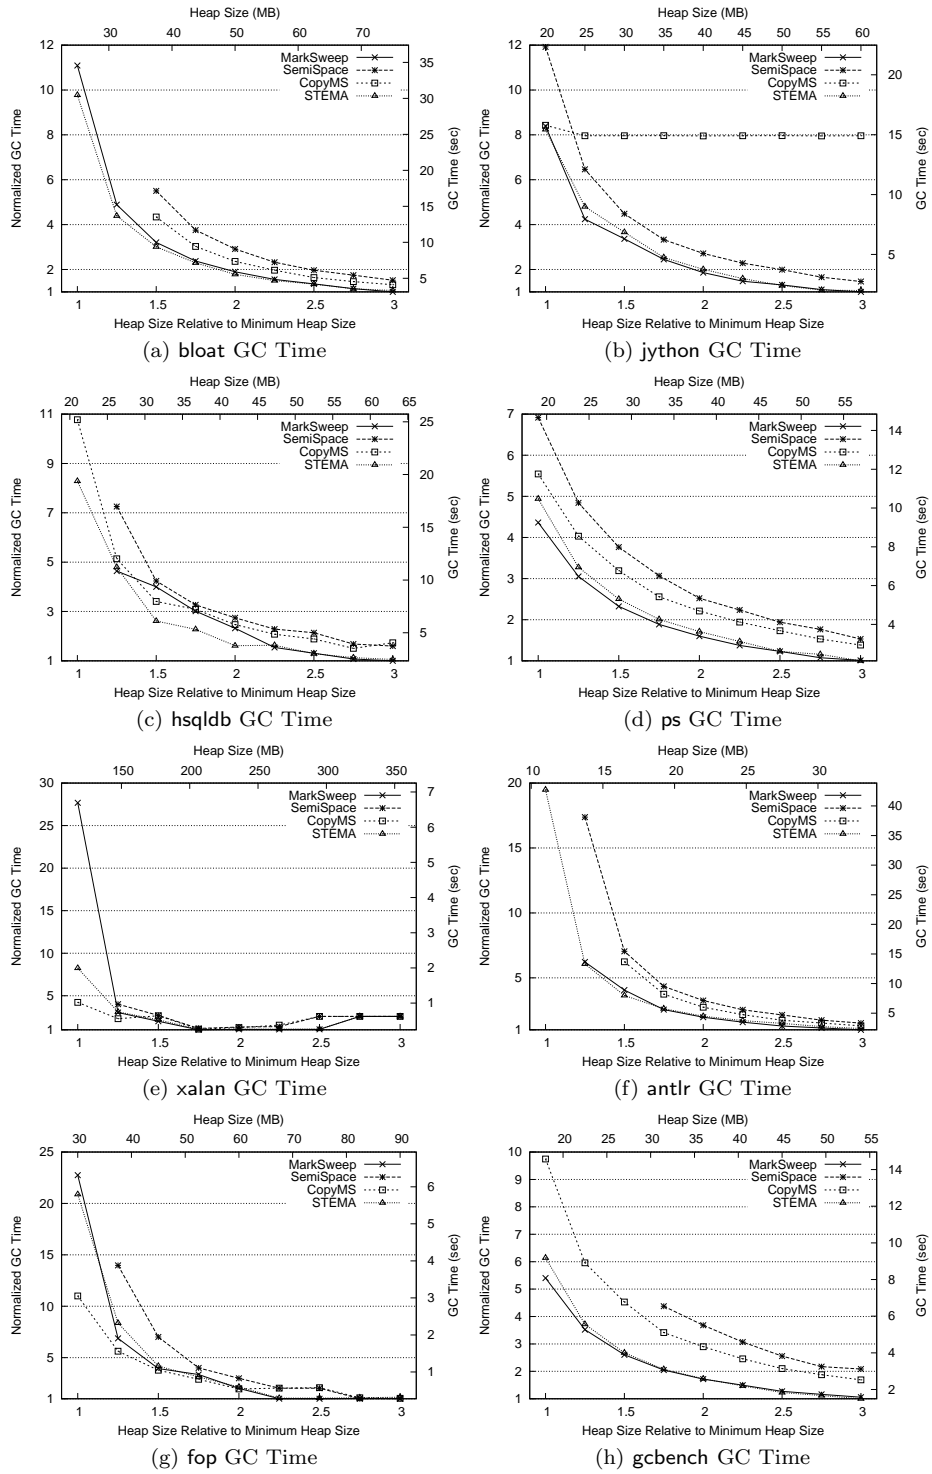 Heap Size (MB)
30 40 50 60 70
12
10
8
6
4
2
1
Normalized GC Time
35
30
25
20
15
10
5
GC Time (sec)
MarkSweep
SemiSpace
CopyMS
STEMA
1 1.5 2 2.5 3
Heap Size Relative to Minimum Heap Size
(a) bloat GC Time
Heap Size (MB)
20 25 30 35 40 45 50 55 60
12
10
8
6
4
2
1
Normalized GC Time
20
15
10
5
GC Time (sec)
MarkSweep
SemiSpace
CopyMS
STEMA
1 1.5 2 2.5 3
Heap Size Relative to Minimum Heap Size
(b) jython GC Time
Heap Size (MB)
20 25 30 35 40 45 50 55 60 65
11
9
7
5
3
1
Normalized GC Time
25
20
15
10
5
GC Time (sec)
MarkSweep
SemiSpace
CopyMS
STEMA
1 1.5 2 2.5 3
Heap Size Relative to Minimum Heap Size
(c) hsqldb GC Time
Heap Size (MB)
20 25 30 35 40 45 50 55
7
6
5
4
3
2
1
Normalized GC Time
14
12
10
8
6
4
GC Time (sec)
MarkSweep
SemiSpace
CopyMS
STEMA
1 1.5 2 2.5 3
Heap Size Relative to Minimum Heap Size
(d) ps GC Time
Heap Size (MB)
150 200 250 300 350
30
25
20
15
10
5
1
Normalized GC Time
7
6
5
4
3
2
1
GC Time (sec)
MarkSweep
SemiSpace
CopyMS
STEMA
1 1.5 2 2.5 3
Heap Size Relative to Minimum Heap Size
(e) xalan GC Time
Heap Size (MB)
10 15 20 25 30
20
15
10
5
1
Normalized GC Time
40
35
30
25
20
15
10
5
GC Time (sec)
MarkSweep
SemiSpace
CopyMS
STEMA
1 1.5 2 2.5 3
Heap Size Relative to Minimum Heap Size
(f) antlr GC Time
Heap Size (MB)
30 40 50 60 70 80 90
25
20
15
10
5
1
Normalized GC Time
6
5
4
3
2
1
GC Time (sec)
MarkSweep
SemiSpace
CopyMS
STEMA
1 1.5 2 2.5 3
Heap Size Relative to Minimum Heap Size
(g) fop GC Time
Heap Size (MB)
20 25 30 35 40 45 50 55
10
9
8
7
6
5
4
3
2
1
Normalized GC Time
14
12
10
8
6
4
2
GC Time (sec)
MarkSweep
SemiSpace
CopyMS
STEMA
1 1.5 2 2.5 3
Heap Size Relative to Minimum Heap Size
(h) gcbench GC Time